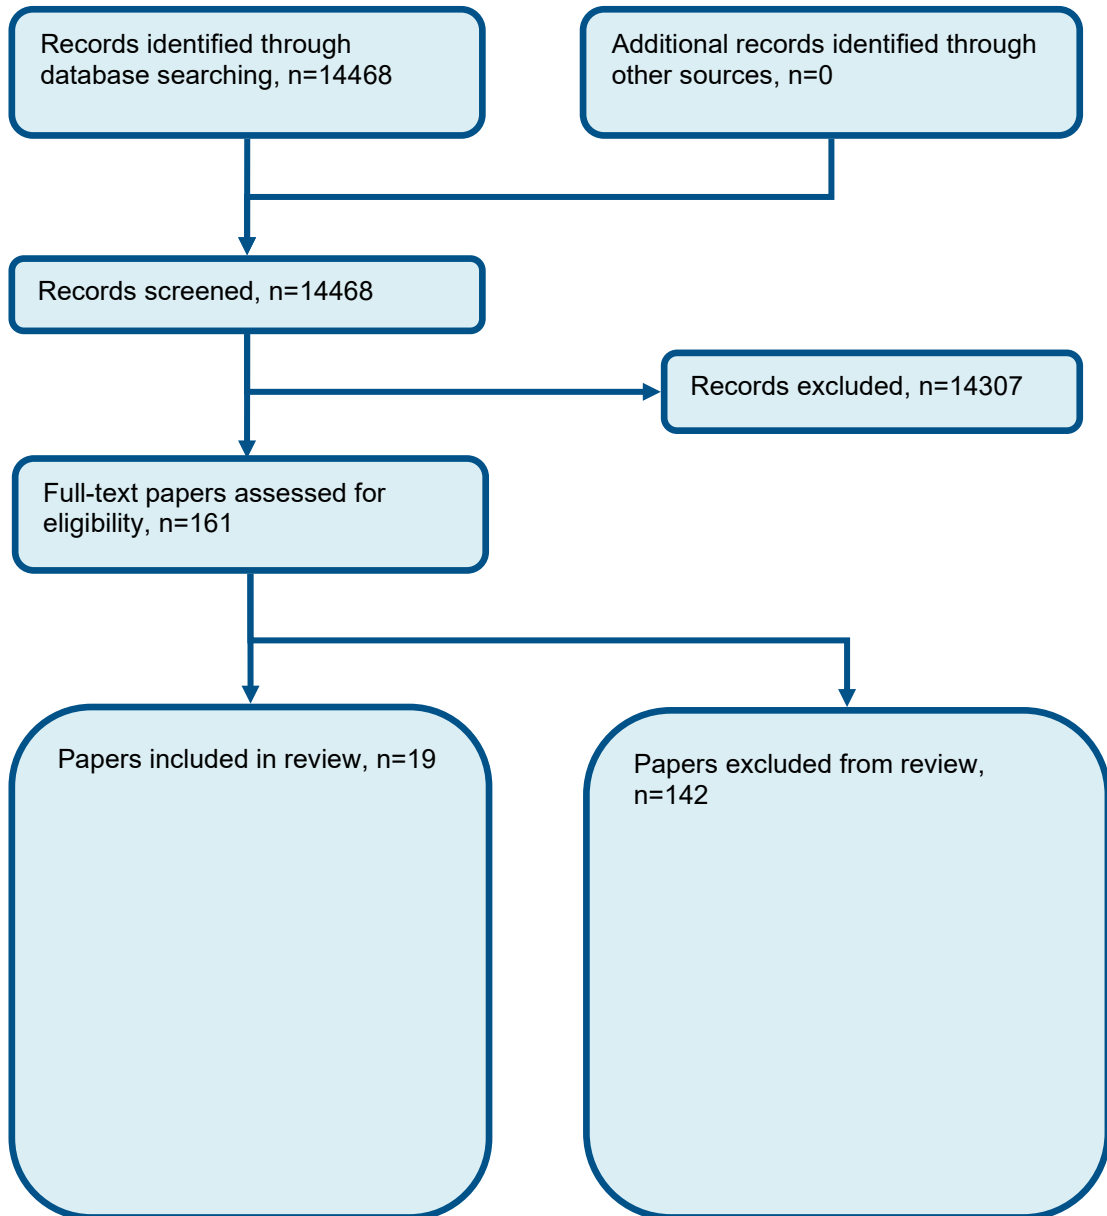 Records identified through
database searching, n=14468
Additional records identified through
other sources, n=0
Records screened, n=14468
Records excluded, n=14307
Full-text papers assessed for
eligibility, n=161
Papers included in review, n=19
Papers excluded from review,
n=142